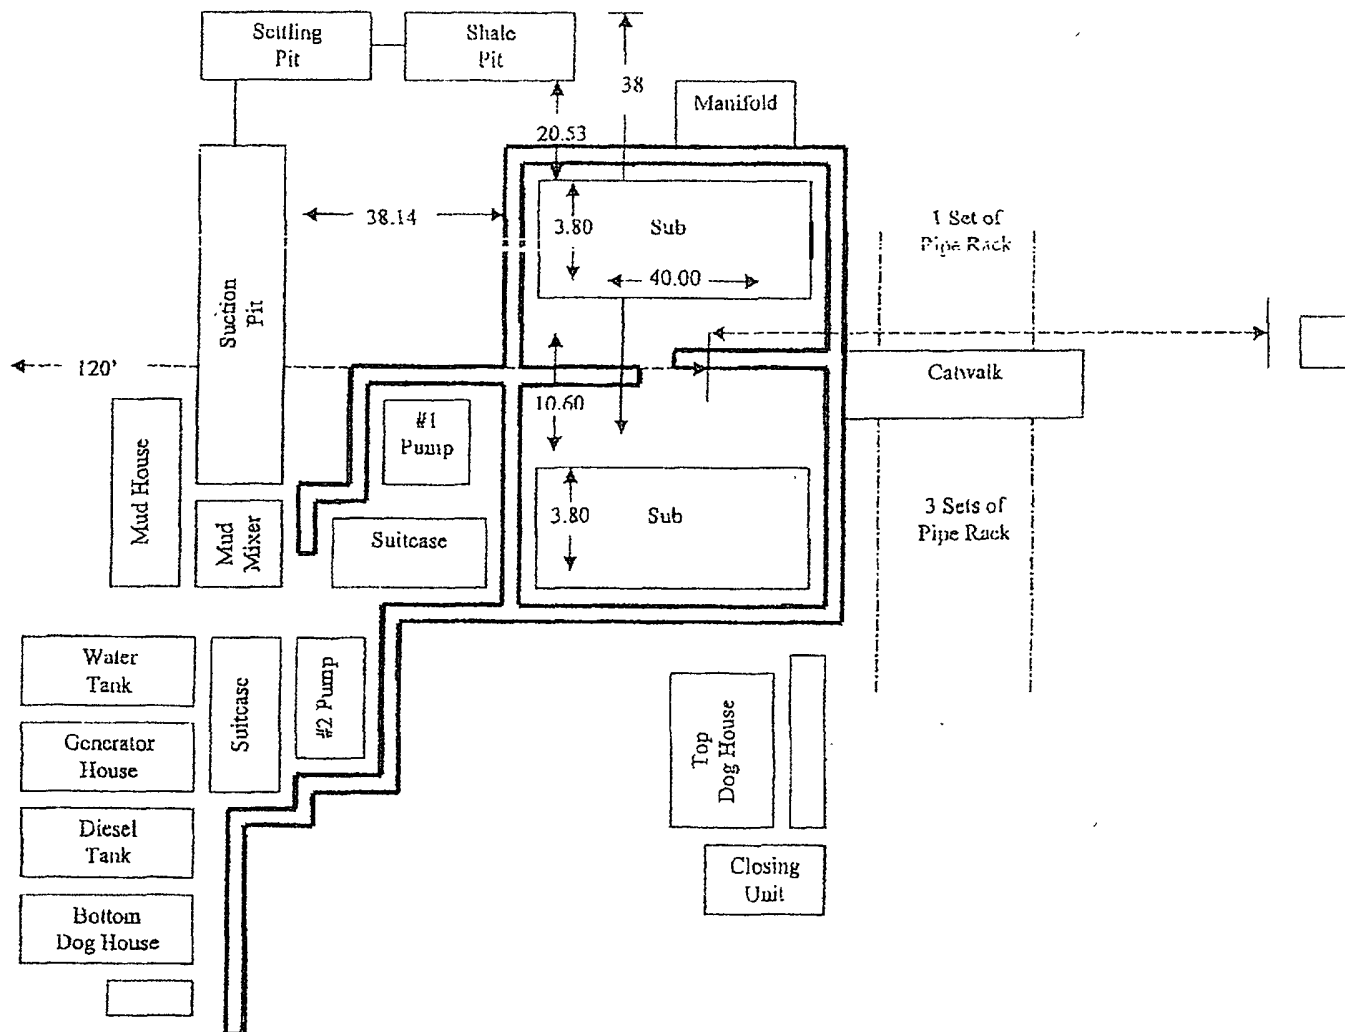 Settling
Pit
Shale
Pit
38
Manifold
20.53
38.14
3.80
Sub
40.00
1 Set of
Pipe Rack
Suction
Pit
120'
Catwalk
10.60
#1
Pump
Mud House
Mud
Mixer
Suitcase
3.80
Sub
3 Sets of
Pipe Rack
Water
Tank
Suitcase
#2 Pump
Generator
House
Top
Dog House
Diesel
Tank
Closing
Unit
Bottom
Dog House